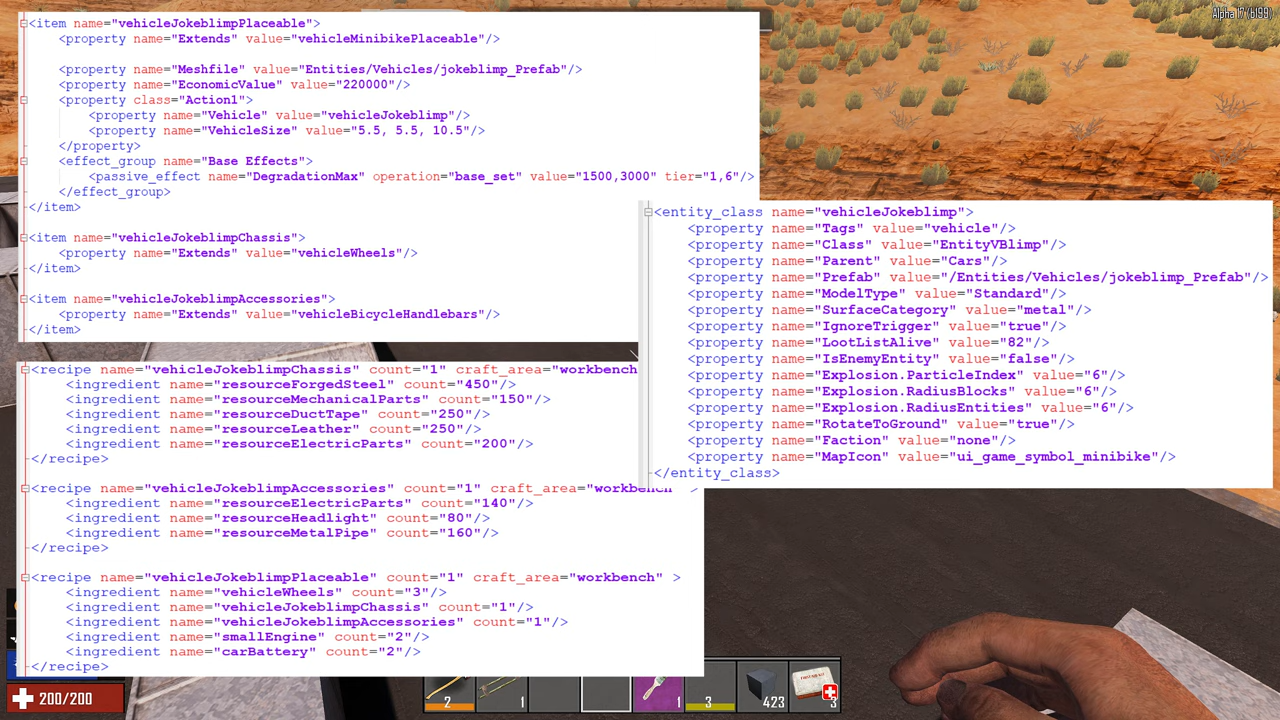 Alpha 17 (b199)
<item name="vehicleJokeblimpPlaceable">
<property name="Extends" value="vehicleMinibikePlaceable"/>
<property name="Meshfile" value="Entities/Vehicles/jokeblimp_Prefab"/>
<property name="EconomicValue" value="220000"/>
<property class="Action1">
<property name="Vehicle" value="vehicleJokeblimp"/>
<property name="VehicleSize" value="5.5, 5.5, 10.5"/>
</property>
<effect_group name="Base Effects">
<passive_effect name="DegradationMax" operation="base_set" value="1500,3000" tier="1,6"/>
</effect_group>
</item>
<item name="vehicleJokeblimpChassis">
<property name="Extends" value="vehicleWheels"/>
</item>
<item name="vehicleJokeblimpAccessories">
<property name="Extends" value="vehicleBicycleHandlebars"/>
</item>
<entity_class name="vehicleJokeblimp">
<property name="Tags" value="vehicle"/>
<property name="Class" value="EntityVBlimp"/>
<property name="Parent" value="Cars"/>
<property name="Prefab" value="/Entities/Vehicles/jokeblimp_Prefab"/>
<property name="ModelType" value="Standard"/>
<property name="SurfaceCategory" value="metal"/>
<property name="IgnoreTrigger" value="true"/>
<property name="LootListAlive" value="82"/>
<property name="IsEnemyEntity" value="false"/>
<property name="Explosion.ParticleIndex" value="6"/>
<property name="Explosion.RadiusBlocks" value="6"/>
<property name="Explosion.RadiusEntities" value="6"/>
<property name="RotateToGround" value="true"/>
<property name="Faction" value="none"/>
<property name="MapIcon" value="ui_game_symbol_minibike"/>
</entity_class>
<recipe name="vehicleJokeblimpChassis" count="1" craft_area="workbench
<ingredient name="resourceForgedSteel" count="450"/>
<ingredient name="resourceMechanicalParts" count="150"/>
<ingredient name="resourceDuctTape" count="250"/>
<ingredient name="resourceLeather" count="250"/>
<ingredient name="resourceElectricParts" count="200"/>
</recipe>
<recipe name="vehicleJokeblimpAccessories" count="1" craft_area="workbench" >
<ingredient name="resourceElectricParts" count="140"/>
<ingredient name="resourceHeadlight" count="80"/>
<ingredient name="resourceMetalPipe" count="160"/>
</recipe>
<recipe name="vehicleJokeblimpPlaceable" count="1" craft_area="workbench" >
<ingredient name="vehicleWheels" count="3"/>
<ingredient name="vehicleJokeblimpChassis" count="1"/>
<ingredient name="vehicleJokeblimpAccessories" count="1"/>
<ingredient name="smallEngine" count="2"/>
<ingredient name="carBattery" count="2"/>
</recipe>
200/200
2 1 1 3 423 3